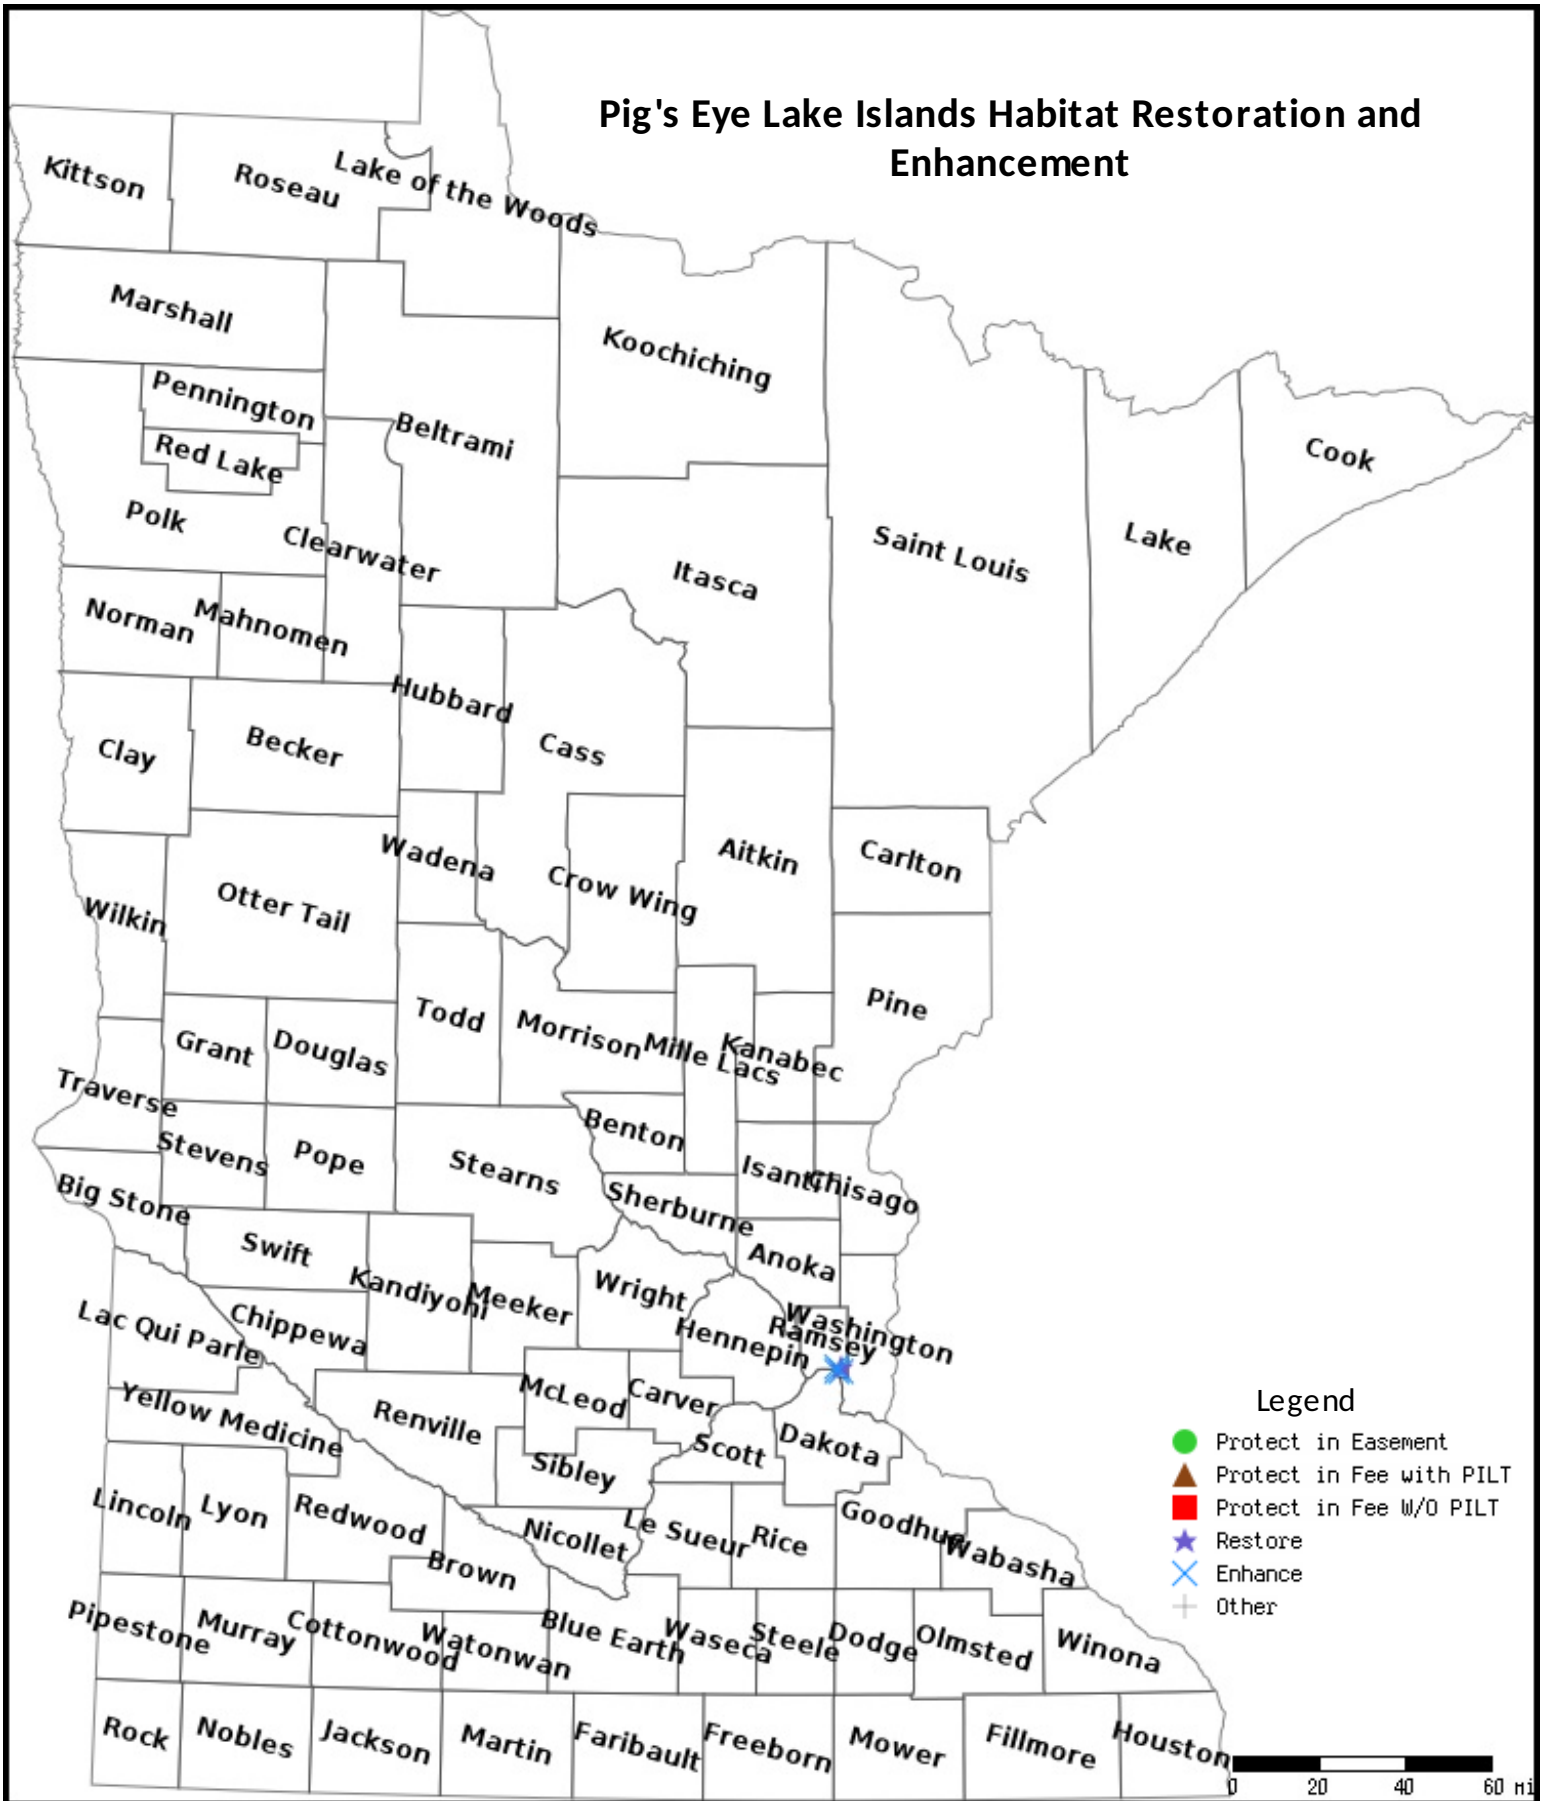 Pig's Eye Lake Islands Habitat Restoration and
Enhancement
Kittson
Roseau
Lake of the Woods
Marshall
Koochiching
Pennington
Beltrami
Red Lake
Cook
Polk
Clearwater
Saint Louis
Lake
Itasca
Norman
Mahnomen
Hubbard
Clay
Becker
Cass
Wadena
Aitkin
Carlton
Crow Wing
Otter Tail
Wilkin
Pine
Todd
Morrison
Mille Lacs
Kanabec
Grant
Douglas
Traverse
Benton
Stevens
Pope
Stearns
Isanti
Chisago
Big Stone
Sherburne
Swift
Anoka
Kandiyohi
Meeker
Wright
Washington
Ramsey
Hennepin
Lac Qui Parle
Chippewa
McLeod
Carver
Yellow Medicine
Renville
Scott
Dakota
Sibley
Lincoln
Lyon
Redwood
Nicollet
Le Sueur
Rice
Goodhue
Wabasha
Brown
Pipestone
Murray
Cottonwood
Watonwan
Blue Earth
Waseca
Steele
Dodge
Olmsted
Winona
Rock
Nobles
Jackson
Martin
Faribault
Freeborn
Mower
Fillmore
Houston
Legend
Protect in Easement
Protect in Fee with PILT
Protect in Fee W/O PILT
Restore
Enhance
Other
0 20 40 60 mi